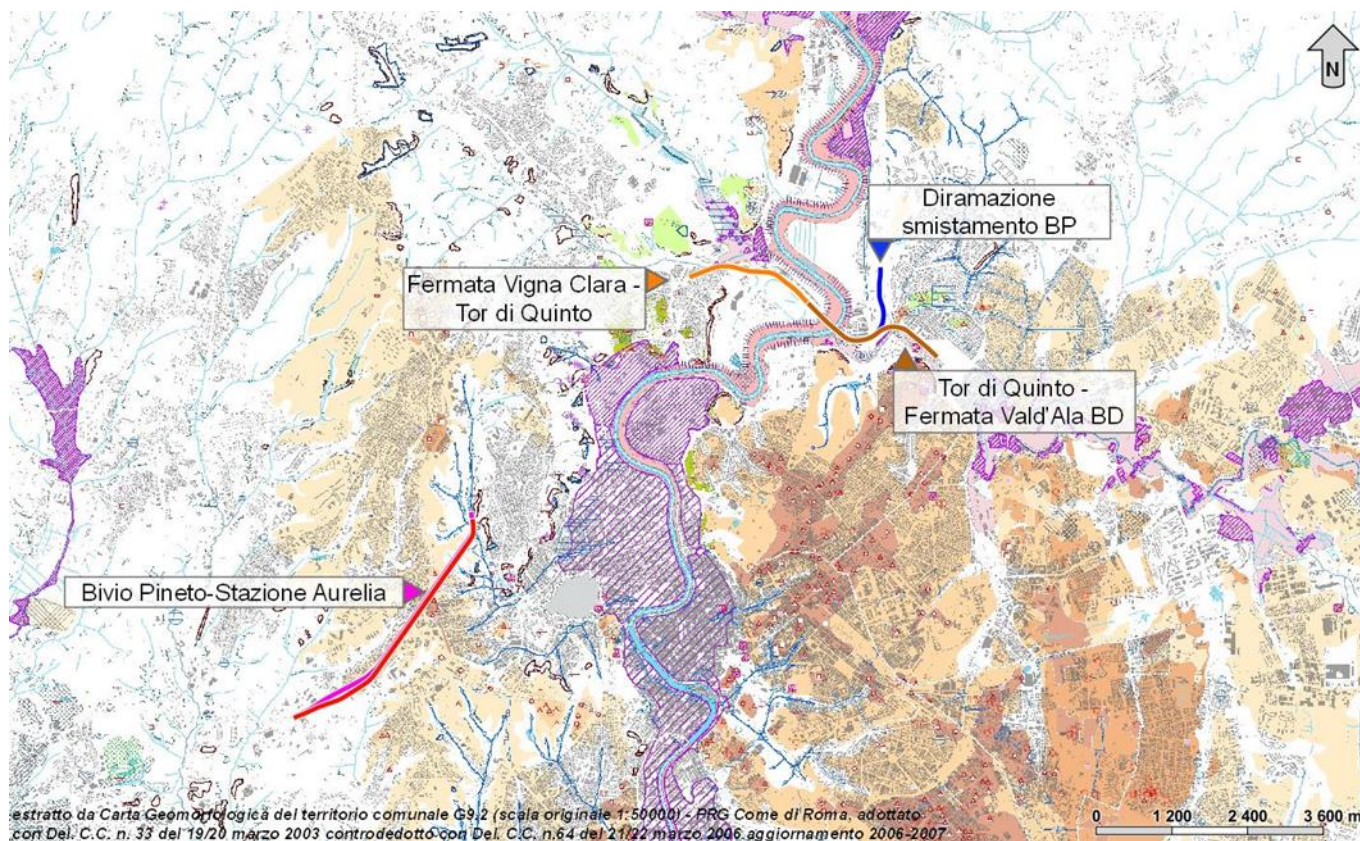 N
Diramazione
smistamento BP
Fermata Vigna Clara -
Tor di Quinto
Tor di Quinto -
Fermata Vald'Ala BD
Bivio Pineto-Stazione Aurelia
estratto da Carta Geomorfologica del territorio comunale G9.2 (scala originale 1:50000) - PRG Come di Roma, adottato
con Del. C.C. n. 33 del 19/20 marzo 2003 controdedotto con Del. C.C. n.64 del 21/22 marzo 2006 aggiornamento 2006-2007
0 1 200 2 400 3 600 m